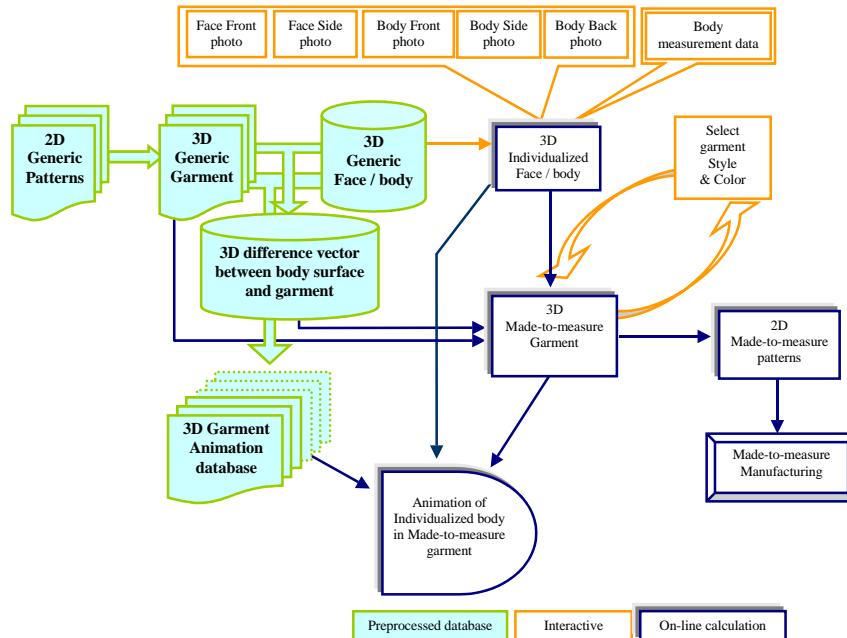 Face Front
photo
Face Side
photo
Body Front
photo
Body Side
photo
Body Back
photo
Body
measurement data
2D
Generic
Patterns
3D
Generic
Garment
3D
Generic
Face / body
3D
Individualized
Face / body
Select
garment
Style
& Color
3D difference vector
between body surface
and garment
3D
Made-to-measure
Garment
2D
Made-to-measure
patterns
3D Garment
Animation
database
Made-to-measure
Manufacturing
Animation of
Individualized body
in Made-to-measure
garment
Preprocessed database
Interactive
On-line calculation